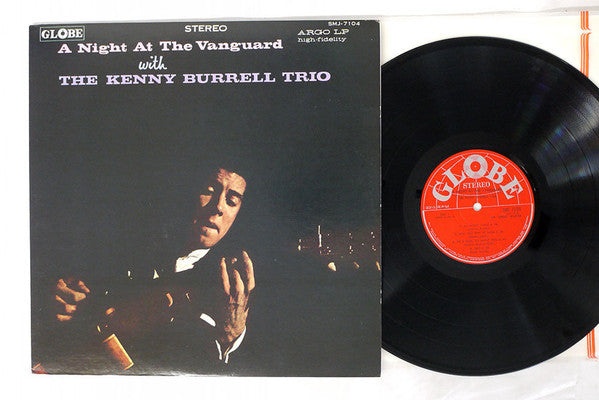 GLOBE
STEREO
SMJ-7104
ARGO LP
high-fidelity
A Night At The Vanguard
with
THE KENNY BURRELL TRIO
GLOBE
STEREO